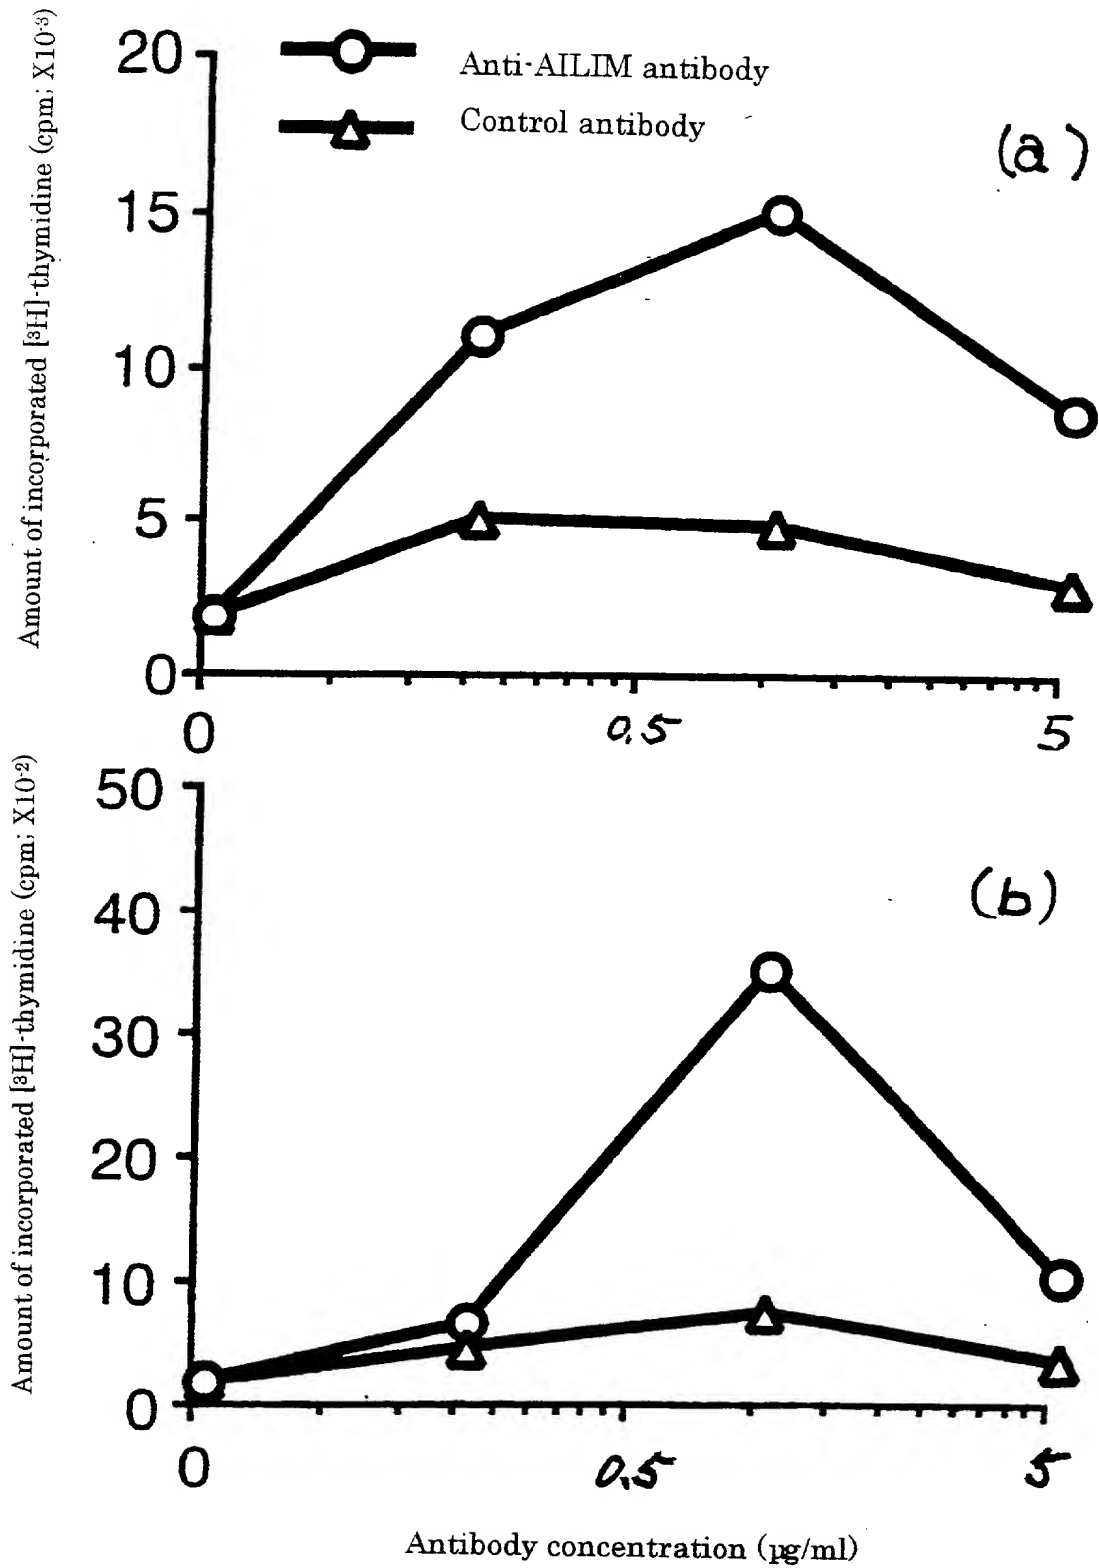 Amount of incorporated [³H]-thymidine (cpm; X10⁻³)
20
15
10
5
0
Anti-AILIM antibody
Control antibody
(a)
0 0.5 5
Amount of incorporated [³H]-thymidine (cpm; X10⁻²)
50
40
30
20
10
0
(b)
0 0.5 5
Antibody concentration (µg/ml)